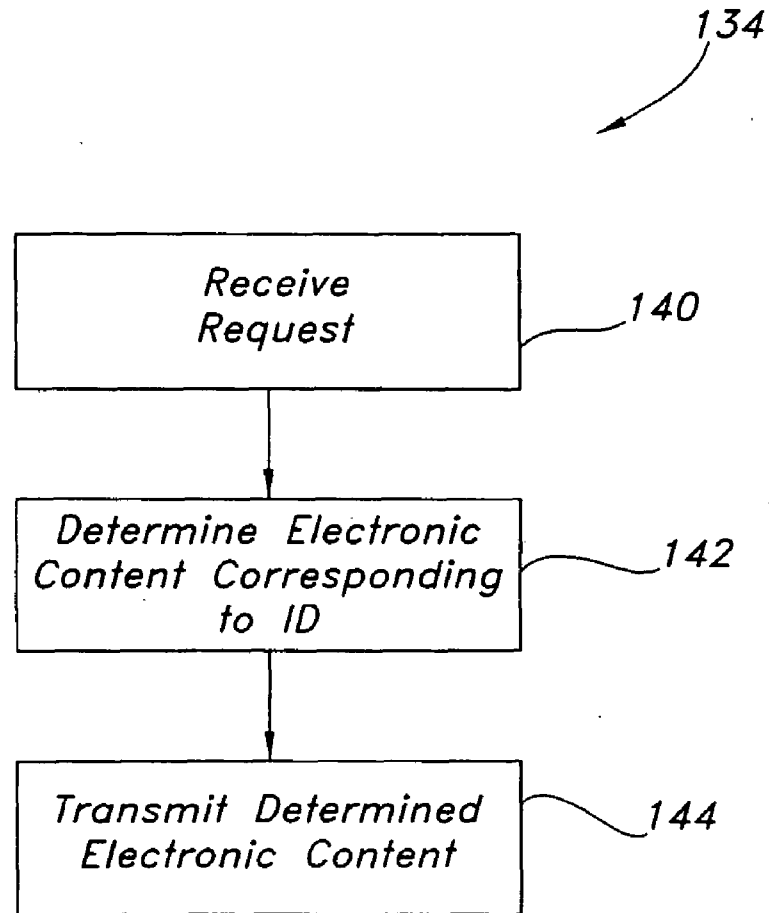 134
Receive
Request
140
Determine Electronic
Content Corresponding
to ID
142
Transmit Determined
Electronic Content
144